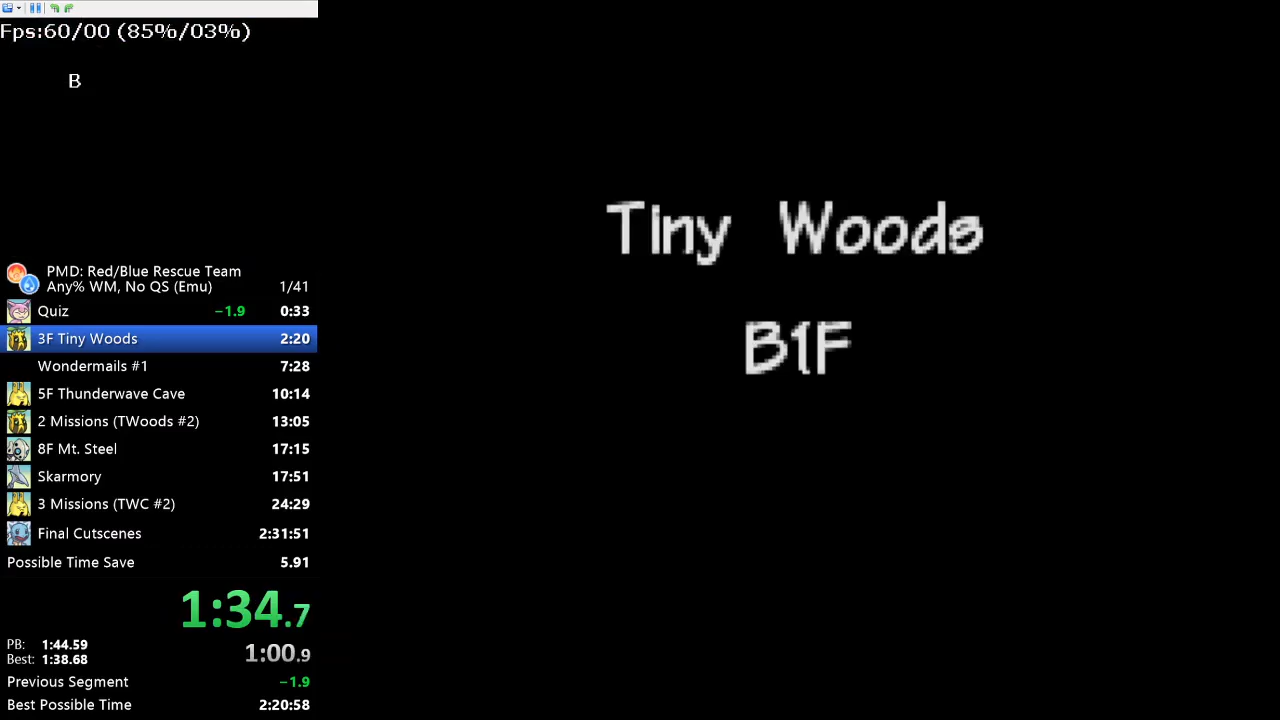 Fps:60/00 (85%/03%)
B
Tiny Woods
B1F
PMD: Red/Blue Rescue Team
Any% WM, No QS (Emu) 1/41
Quiz −1.9 0:33
3F Tiny Woods 2:20
Wondermails #1 7:28
5F Thunderwave Cave 10:14
2 Missions (TWoods #2) 13:05
8F Mt. Steel 17:15
Skarmory 17:51
3 Missions (TWC #2) 24:29
Final Cutscenes 2:31:51
Possible Time Save 5.91
1:34.7
PB: 1:44.59
Best: 1:38.68
1:00.9
Previous Segment −1.9
Best Possible Time 2:20:58